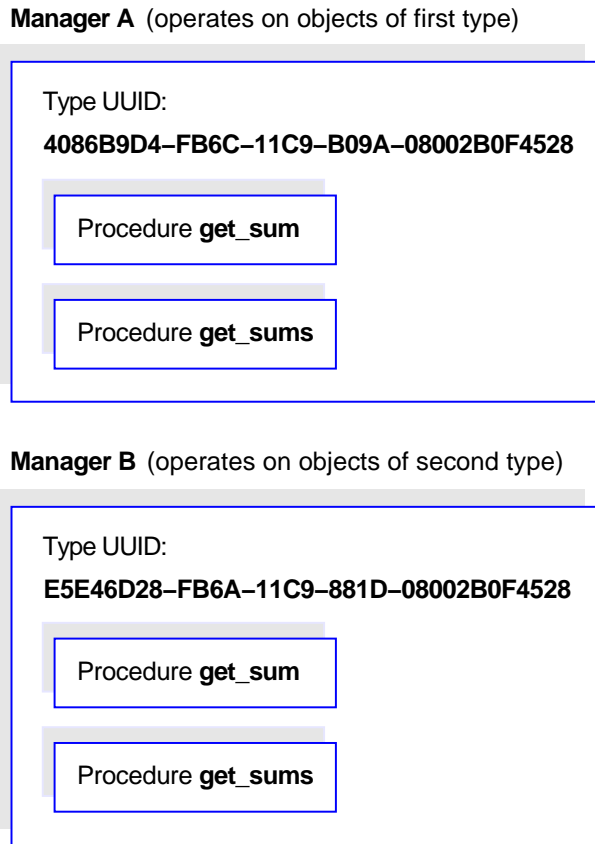 Manager A (operates on objects of first type)
Type UUID:
4086B9D4–FB6C–11C9–B09A–08002B0F4528
Procedure get_sum
Procedure get_sums
Manager B (operates on objects of second type)
Type UUID:
E5E46D28–FB6A–11C9–881D–08002B0F4528
Procedure get_sum
Procedure get_sums